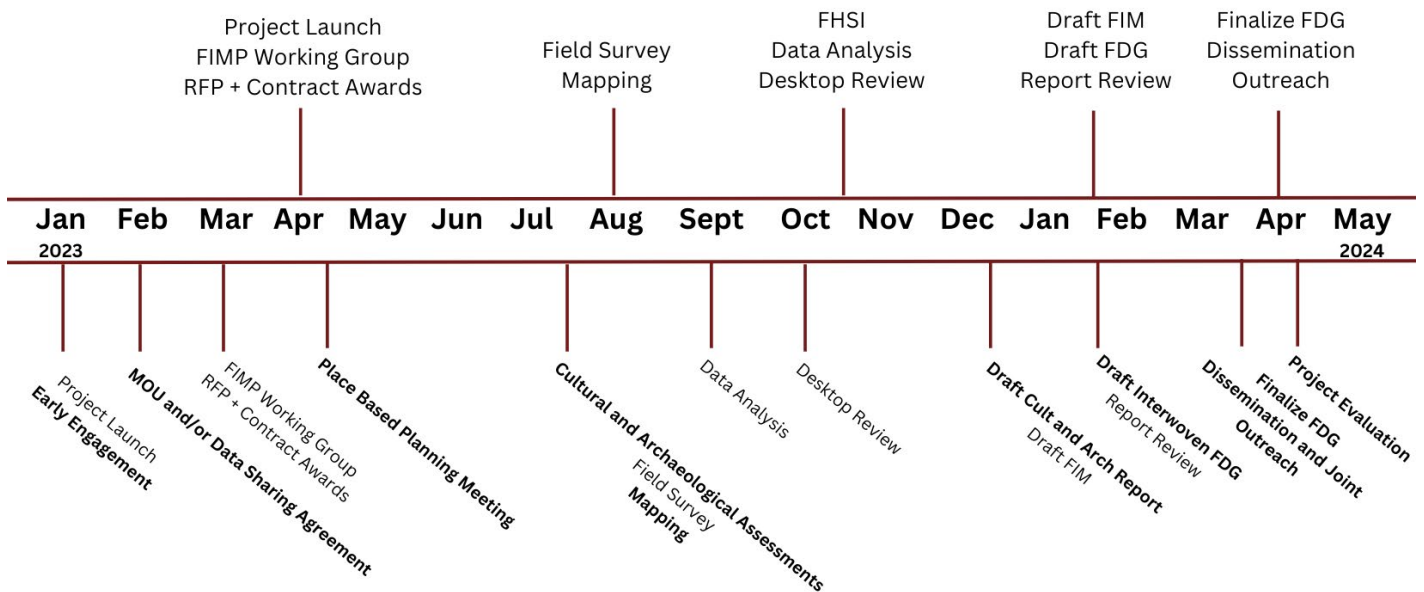 Project Launch
FIMP Working Group
RFP + Contract Awards
Field Survey
Mapping
FHSI
Data Analysis
Desktop Review
Draft FIM
Draft FDG
Report Review
Finalize FDG
Dissemination
Outreach
Jan Feb Mar Apr May Jun Jul Aug Sept Oct Nov Dec Jan Feb Mar Apr May
2023 2024
Project Launch
Early Engagement
MOU and/or Data Sharing Agreement
FIMP Working Group
RFP + Contract Awards
Place Based Planning Meeting
Cultural and Archaeological Assessments
Field Survey
Mapping
Data Analysis
Desktop Review
Draft Cult and Arch Report
Draft FIM
Draft Interwoven FDG
Report Review
Finalize FDG
Dissemination and Joint
Outreach
Project Evaluation